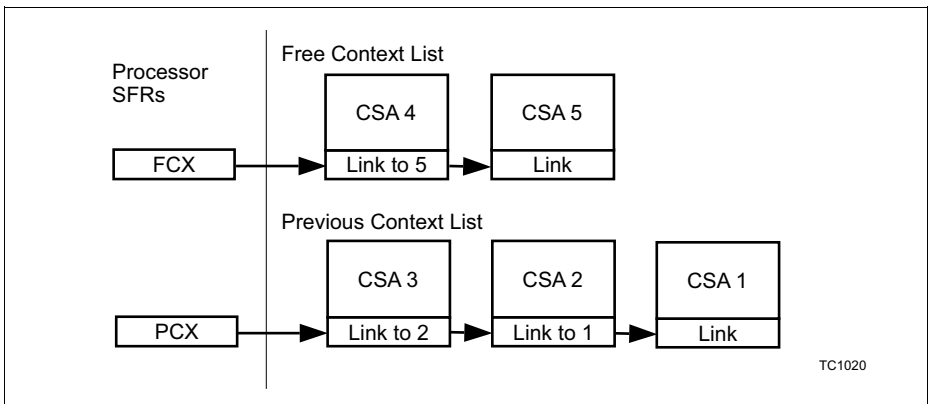 Free Context List
Processor
SFRs
CSA 4
CSA 5
FCX
Link to 5
Link
Previous Context List
CSA 3
CSA 2
CSA 1
PCX
Link to 2
Link to 1
Link
TC1020